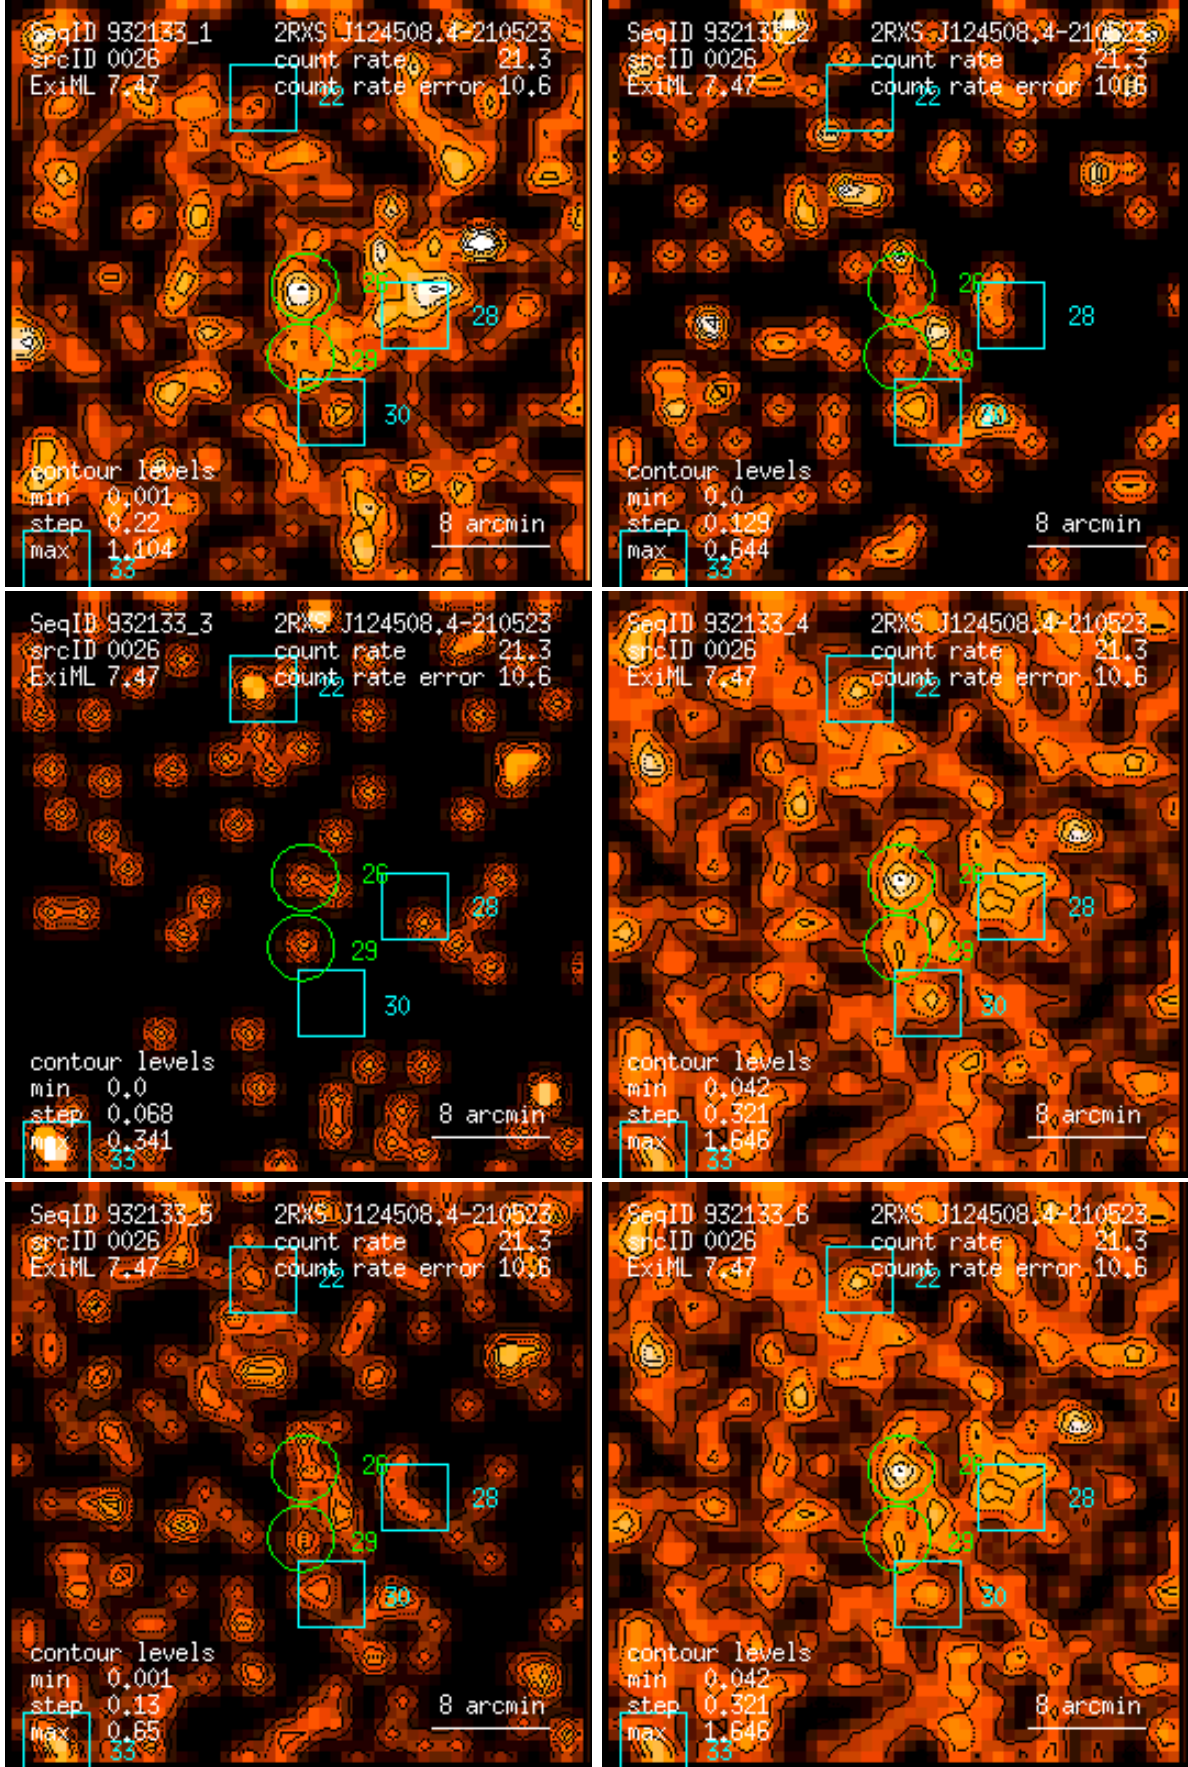 SeqID 932133_1 2RXS J124508.4-210523
srcID 0026 count rate 21.3
ExiML 7.47 count rate error 10.6
22
26
28
29
30
contour levels
min 0.001
step 0.22
max 1.104
8 arcmin
33
SeqID 932133_2 2RXS J124508.4-210523
srcID 0026 count rate 21.3
ExiML 7.47 count rate error 10.6
22
26
28
29
30
contour levels
min 0.0
step 0.129
max 0.644
8 arcmin
33
SeqID 932133_3 2RXS J124508.4-210523
srcID 0026 count rate 21.3
ExiML 7.47 count rate error 10.6
22
26
28
29
30
contour levels
min 0.0
step 0.068
max 0.341
8 arcmin
33
SeqID 932133_4 2RXS J124508.4-210523
srcID 0026 count rate 21.3
ExiML 7.47 count rate error 10.6
22
26
28
29
30
contour levels
min 0.042
step 0.321
max 1.646
8 arcmin
33
SeqID 932133_5 2RXS J124508.4-210523
srcID 0026 count rate 21.3
ExiML 7.47 count rate error 10.6
22
26
28
29
30
contour levels
min 0.001
step 0.13
max 0.65
8 arcmin
33
SeqID 932133_6 2RXS J124508.4-210523
srcID 0026 count rate 21.3
ExiML 7.47 count rate error 10.6
22
26
28
29
30
contour levels
min 0.042
step 0.321
max 1.646
8 arcmin
33